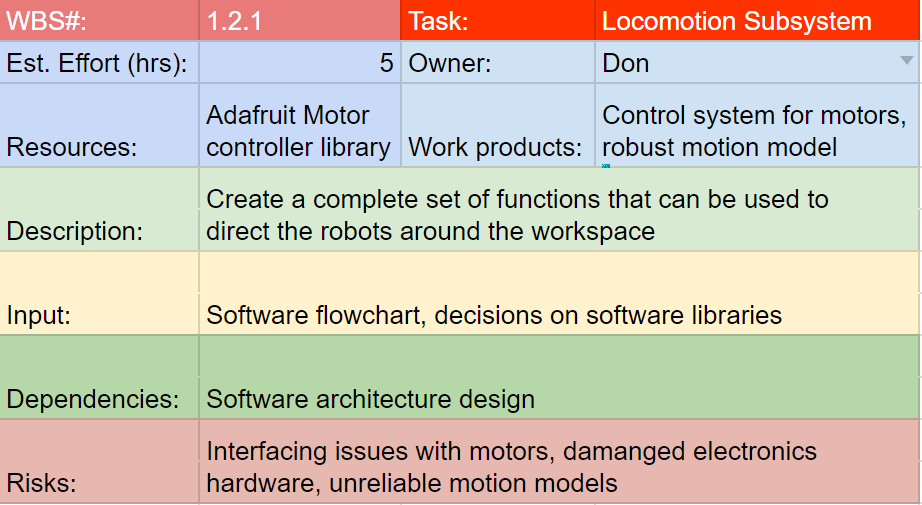 WBS#: 1.2.1 Task: Locomotion Subsystem
Est. Effort (hrs): 5 Owner: Don
Adafruit Motor Control system for motors,
Resources: controller library Work products: robust motion model
Create a complete set of functions that can be used to
Description: direct the robots around the workspace
Input: Software flowchart, decisions on software libraries
Dependencies: Software architecture design
Interfacing issues with motors, damanged electronics
Risks: hardware, unreliable motion models